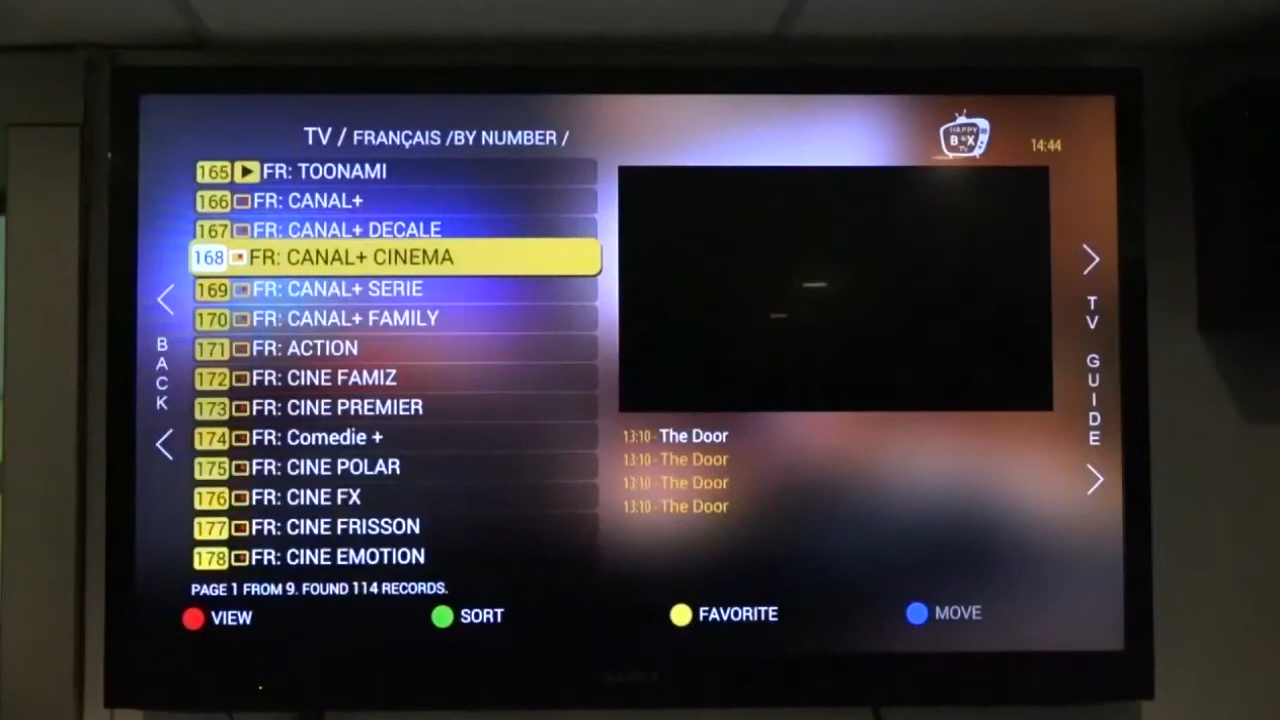 TV / FRANÇAIS /BY NUMBER /
HAPPY
BOX
TV
14:44
165 FR: TOONAMI
166 FR: CANAL+
167 FR: CANAL+ DECALE
168 FR: CANAL+ CINEMA
169 FR: CANAL+ SERIE
170 FR: CANAL+ FAMILY
171 FR: ACTION
172 FR: CINE FAMIZ
173 FR: CINE PREMIER
174 FR: Comedie +
175 FR: CINE POLAR
176 FR: CINE FX
177 FR: CINE FRISSON
178 FR: CINE EMOTION
PAGE 1 FROM 9. FOUND 114 RECORDS.
BACK
13:10- The Door
13:10- The Door
13:10- The Door
13:10- The Door
TV GUIDE
VIEW SORT FAVORITE MOVE